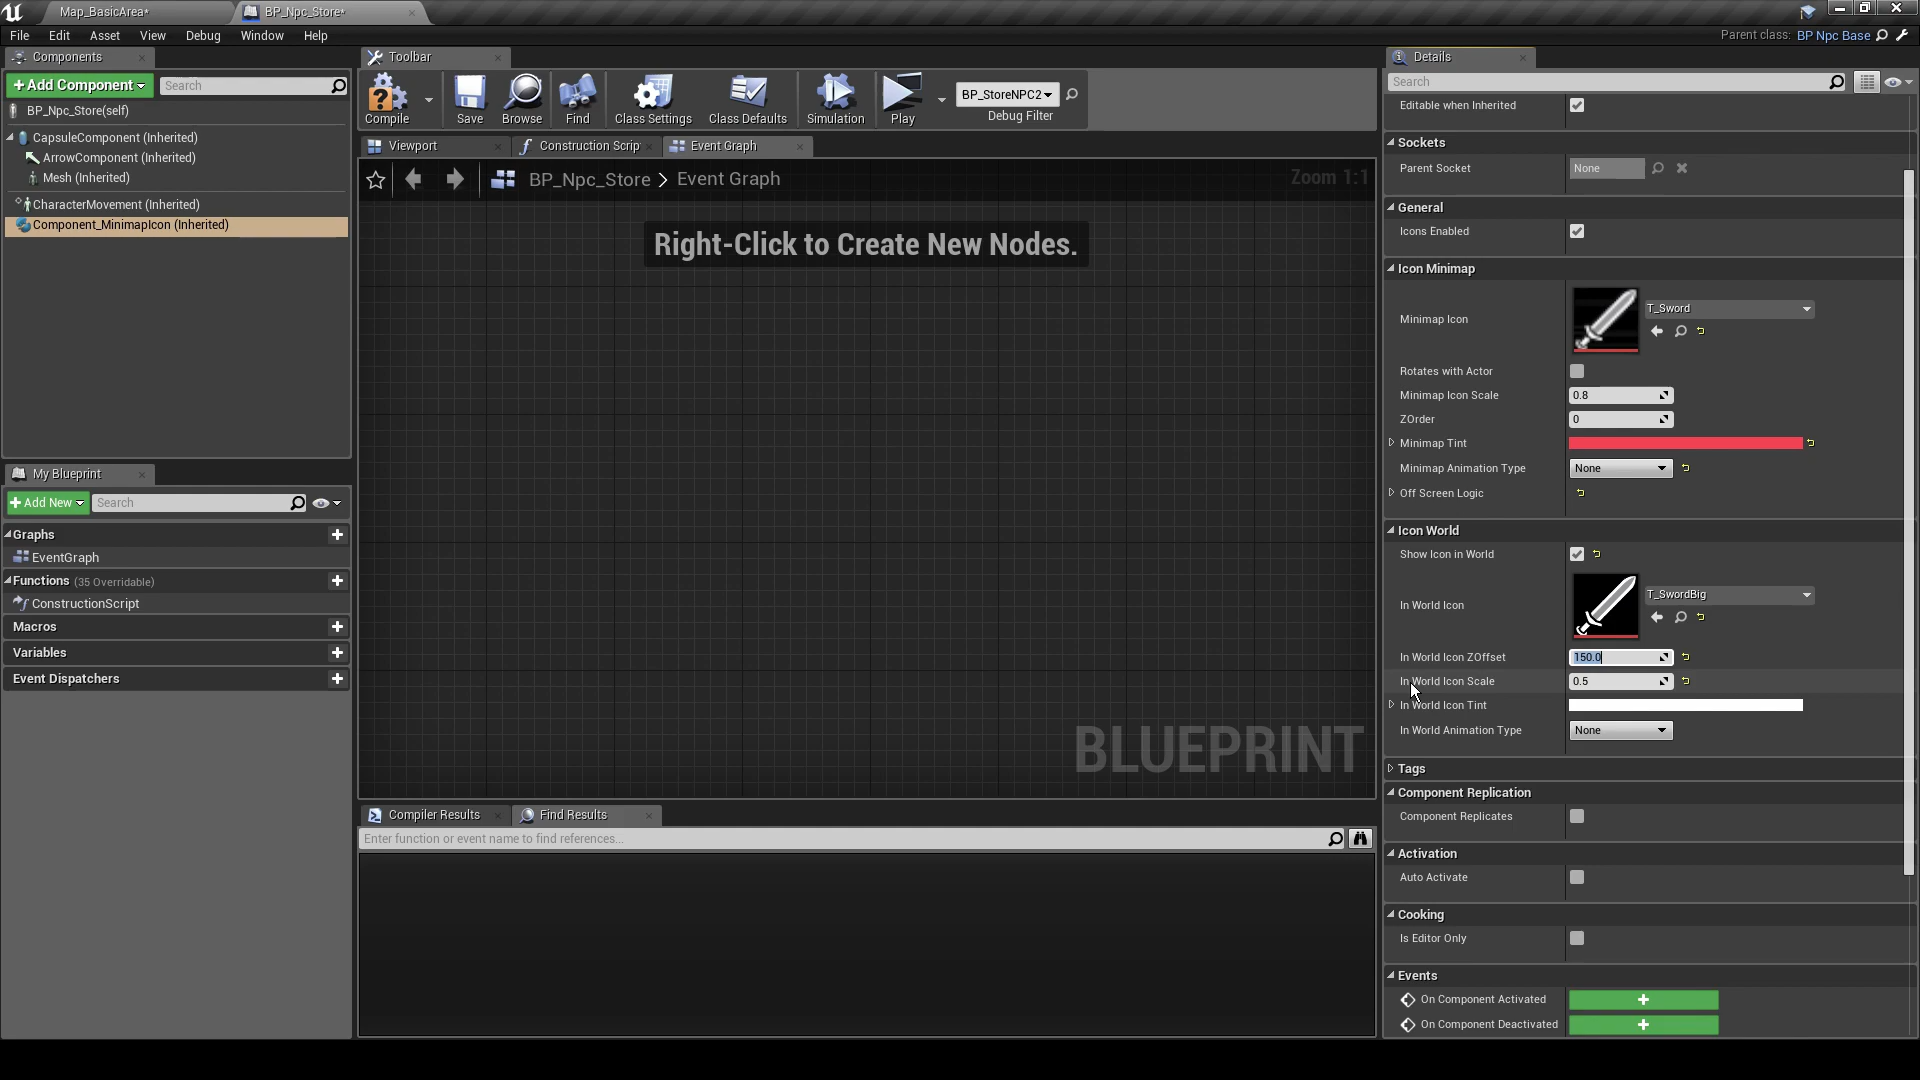 Map_BasicArea*
BP_Npc_Store*
File Edit Asset View Debug Window Help
Parent class: BP Npc Base
Components
+Add Component
Search
BP_Npc_Store(self)
CapsuleComponent (Inherited)
ArrowComponent (Inherited)
Mesh (Inherited)
CharacterMovement (Inherited)
Component_MinimapIcon (Inherited)
My Blueprint
+Add New
Search
Graphs
EventGraph
Functions (35 Overridable)
ConstructionScript
Macros
Variables
Event Dispatchers
Toolbar
Compile
Save
Browse
Find
Class Settings
Class Defaults
Simulation
Play
BP_StoreNPC2
Debug Filter
Viewport
Construction Scrip
Event Graph
BP_Npc_Store > Event Graph
Zoom 1:1
Right-Click to Create New Nodes.
BLUEPRINT
Compiler Results
Find Results
Enter function or event name to find references...
Details
Search
Editable when Inherited
Sockets
Parent Socket None
General
Icons Enabled
Icon Minimap
Minimap Icon T_Sword
Rotates with Actor
Minimap Icon Scale 0.8
ZOrder 0
Minimap Tint
Minimap Animation Type None
Off Screen Logic
Icon World
Show Icon in World
In World Icon T_SwordBig
In World Icon ZOffset 150.0
In World Icon Scale 0.5
In World Icon Tint
In World Animation Type None
Tags
Component Replication
Component Replicates
Activation
Auto Activate
Cooking
Is Editor Only
Events
On Component Activated
On Component Deactivated